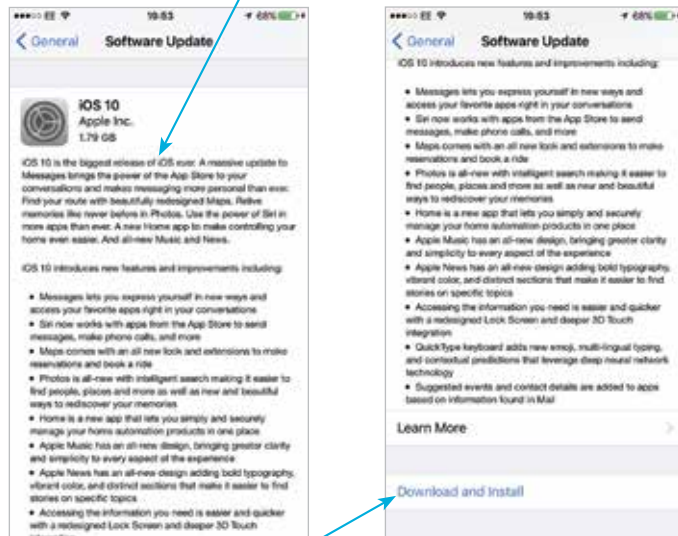 EE 19:53 68%
General Software Update
iOS 10
Apple Inc.
1.79 GB
iOS 10 is the biggest release of iOS ever. A massive update to
Messages brings the power of the App Store to your
conversations and makes messaging more personal than ever.
Find your route with beautifully redesigned Maps. Relive
memories like never before in Photos. Use the power of Siri in
more apps than ever. A new Home app to make controlling your
home even easier. And all-new Music and News.
iOS 10 introduces new features and improvements including:
• Messages lets you express yourself in new ways and
access your favorite apps right in your conversations
• Siri now works with apps from the App Store to send
messages, make phone calls, and more
• Maps comes with an all new look and extensions to make
reservations and book a ride
• Photos is all-new with intelligent search making it easier to
find people, places and more as well as new and beautiful
ways to rediscover your memories
• Home is a new app that lets you simply and securely
manage your home automation products in one place
• Apple Music has an all-new design, bringing greater clarity
and simplicity to every aspect of the experience
• Apple News has an all-new design adding bold typography,
vibrant color, and distinct sections that make it easier to find
stories on specific topics
• Accessing the information you need is easier and quicker
with a redesigned Lock Screen and deeper 3D Touch
EE 19:53 68%
General Software Update
iOS 10 introduces new features and improvements including:
• Messages lets you express yourself in new ways and
access your favorite apps right in your conversations
• Siri now works with apps from the App Store to send
messages, make phone calls, and more
• Maps comes with an all new look and extensions to make
reservations and book a ride
• Photos is all-new with intelligent search making it easier to
find people, places and more as well as new and beautiful
ways to rediscover your memories
• Home is a new app that lets you simply and securely
manage your home automation products in one place
• Apple Music has an all-new design, bringing greater clarity
and simplicity to every aspect of the experience
• Apple News has an all-new design adding bold typography,
vibrant color, and distinct sections that make it easier to find
stories on specific topics
• Accessing the information you need is easier and quicker
with a redesigned Lock Screen and deeper 3D Touch
integration
• QuickType keyboard adds new emoji, multi-lingual typing,
and contextual predictions that leverage deep neural network
technology
• Suggested events and contact details are added to apps
based on information found in Mail
Learn More
Download and Install